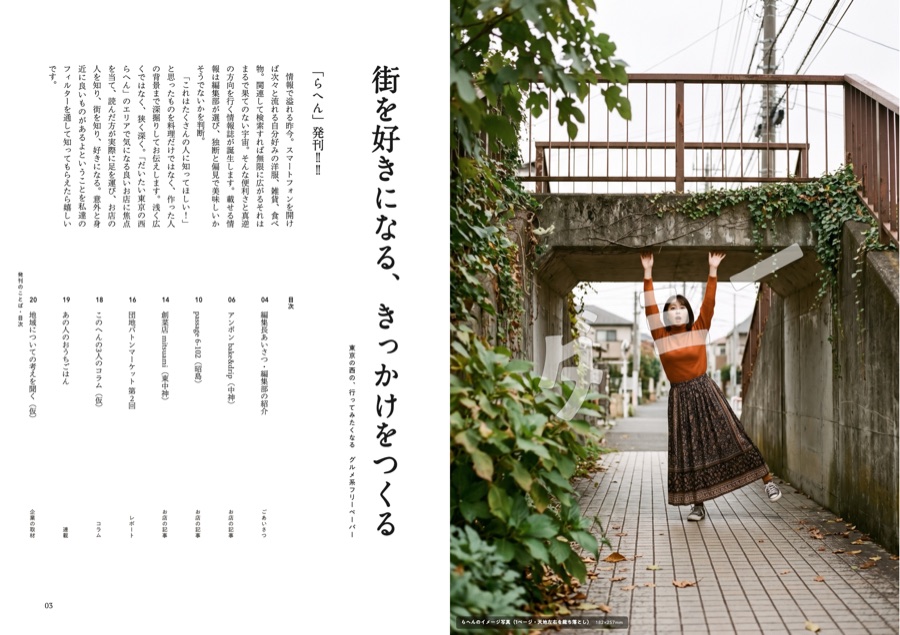 街を好きになる、きっかけをつくる
東京の西の、行ってみたくなる グルメ系フリーペーパー
「らへん」発刊!!!!
情報で溢れる昨今。スマートフォンを開け
ば次々と流れる自分好みの洋服、雑貨、食べ
物。関連して検索すれば無限に広がるそれは
まるで果てのない宇宙。そんな便利さと真逆
の方向を行く情報誌が誕生します。載せる情
報は編集部が選び、独断と偏見で美味しいか
そうでないかを判断。
「これはたくさんの人に知ってほしい！」
と思ったものを料理だけではなく、作った人
の背景まで深掘りしてお伝えします。浅く広
くではなく、狭く深く。「だいたい東京の西
らへん」のエリアで気になる良いお店に焦点
を当て、読んだ方が実際に足を運び、お店の
人を知り、街を知り、好きになる。意外と身
近に良いものがあるよということを私達の
フィルターを通して知ってもらえたら嬉しい
です。
目次
04 編集長あいさつ・編集部の紹介 ごあいさつ
06 アンボン bake&drip（中神） お店の記事
10 passage 6-102（昭島） お店の記事
14 創菜店 mitsuami（東中神） お店の記事
16 団地バトンマーケット 第2回 レポート
18 このへんの3人のコラム（仮） コラム
19 あの人のおうちごはん 連載
20 地域についての考えを聞く（仮） 企業の取材
発刊のことば・目次
03
ダミー
らへんのイメージ写真（1ページ・天地左右を裁ち落とし） 182×257mm